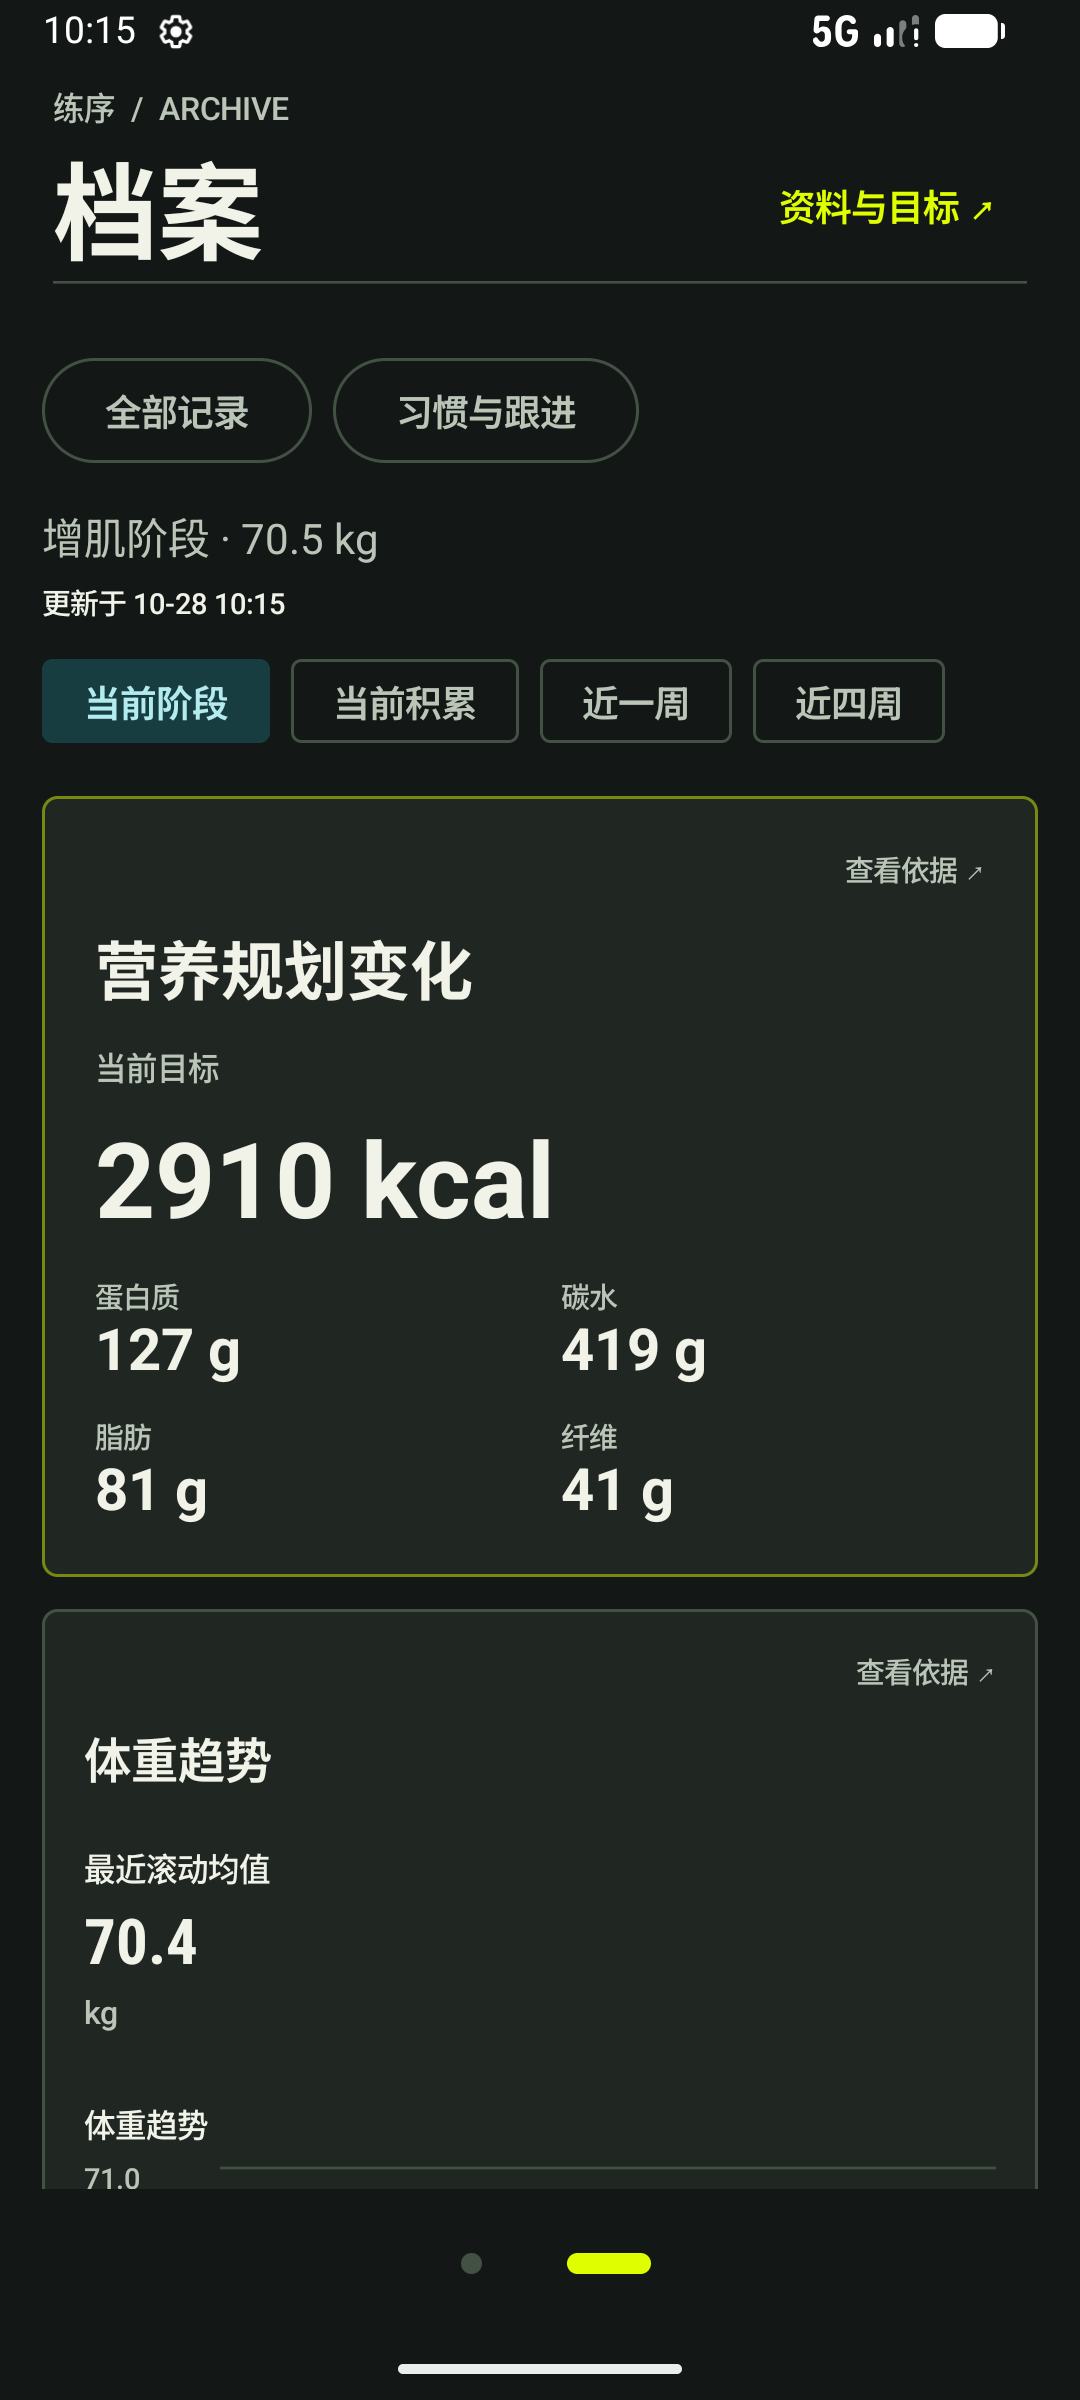 10:15
5G
练序 / ARCHIVE
档案
资料与目标 ↗
全部记录
习惯与跟进
增肌阶段 · 70.5 kg
更新于 10-28 10:15
当前阶段
当前积累
近一周
近四周
查看依据 ↗
营养规划变化
当前目标
2910 kcal
蛋白质
碳水
127 g
419 g
脂肪
纤维
81 g
41 g
查看依据 ↗
体重趋势
最近滚动均值
70.4
kg
体重趋势
71.0